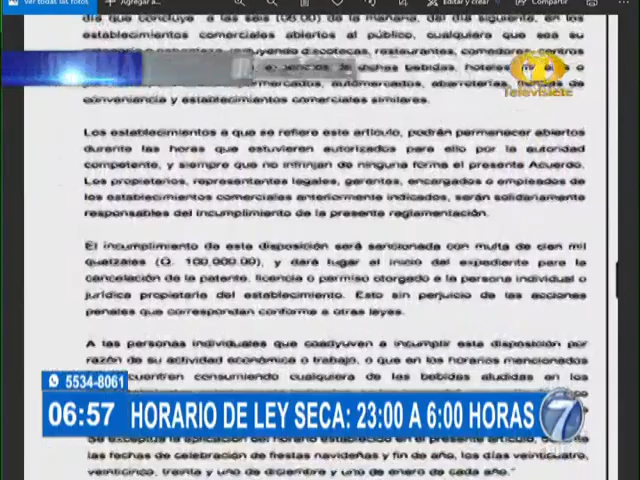 Ver todas las fotos
Agregar a...
Editar y crear
Compartir
día que concluye a las seis (06:00) de la mañana, del día siguiente, en los
establecimientos comerciales abiertos al público, cualquiera que sea su
discotecas, restaurantes, comedores, centros
expendios de dichas bebidas, hoteles
supermercados, automercados, abarroterías, tiendas de
conveniencia y establecimientos comerciales similares.
Televisiete
Los establecimientos a que se refiere este artículo, podrán permanecer abiertos
durante las horas que estuvieren autorizados para ello por la autoridad
competente, y siempre que no infrinjan de ninguna forma el presente Acuerdo.
Los propietarios, representantes legales, gerentes, encargados o empleados de
los establecimientos comerciales anteriormente indicados, serán solidariamente
responsables del incumplimiento de la presente reglamentación.
El incumplimiento de esta disposición será sancionada con multa de cien mil
quetzales (Q. 100,000.00), y dará lugar al inicio del expediente para la
cancelación de la patente, licencia o permiso otorgado a la persona individual o
jurídica propietaria del establecimiento. Esto sin perjuicio de las acciones
penales que correspondan conforme a otras leyes.
A las personas individuales que coadyuven a incumplir esta disposición por
razón de su actividad económica o trabajo, o que en los horarios mencionados
encuentren consumiendo cualquiera de las bebidas aludidas en los
5534-8061
06:57 HORARIO DE LEY SECA: 23:00 A 6:00 HORAS 7
Se exceptúa la aplicación del horario establecido en el presente artículo,
las fechas de celebración de fiestas navideñas y fin de año, los días veinticuatro,
veinticinco, treinta y uno de diciembre y uno de enero de cada año."